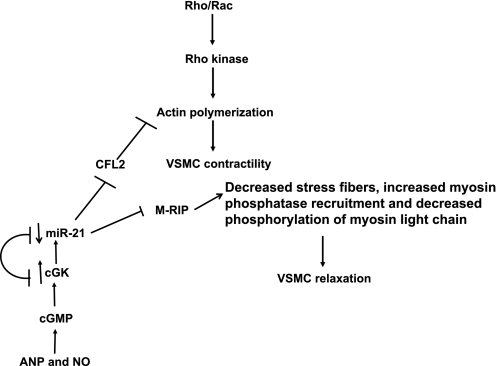 Rho/Rac
Rho kinase
Actin polymerization
CFL2
VSMC contractility
M-RIP
Decreased stress fibers, increased myosin
phosphatase recruitment and decreased
phosphorylation of myosin light chain
miR-21
cGK
VSMC relaxation
cGMP
ANP and NO